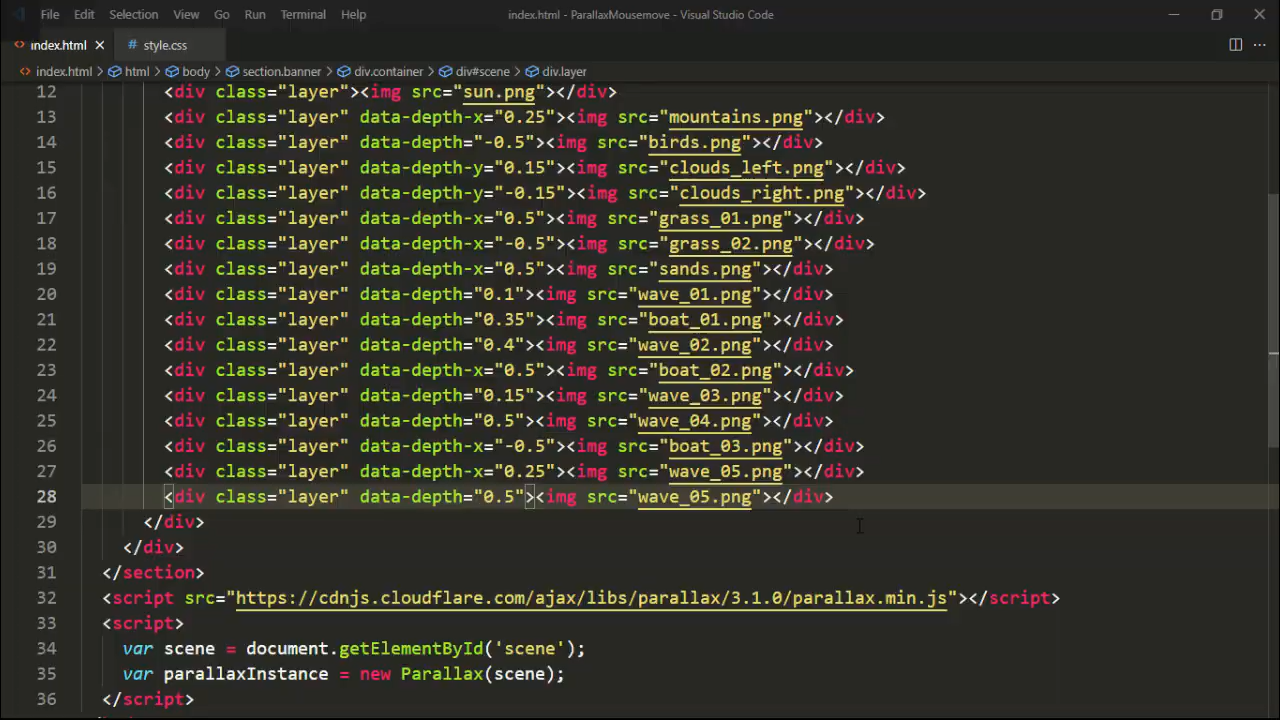 File Edit Selection View Go Run Terminal Help index.html - ParallaxMousemove - Visual Studio Code
<> index.html × # style.css ···
<> index.html > html > body > section.banner > div.container > div#scene > div.layer
12 <div class="layer"><img src="sun.png"></div>
13 <div class="layer" data-depth-x="0.25"><img src="mountains.png"></div>
14 <div class="layer" data-depth="-0.5"><img src="birds.png"></div>
15 <div class="layer" data-depth-y="0.15"><img src="clouds_left.png"></div>
16 <div class="layer" data-depth-y="-0.15"><img src="clouds_right.png"></div>
17 <div class="layer" data-depth-x="0.5"><img src="grass_01.png"></div>
18 <div class="layer" data-depth-x="-0.5"><img src="grass_02.png"></div>
19 <div class="layer" data-depth-x="0.5"><img src="sands.png"></div>
20 <div class="layer" data-depth="0.1"><img src="wave_01.png"></div>
21 <div class="layer" data-depth="0.35"><img src="boat_01.png"></div>
22 <div class="layer" data-depth="0.4"><img src="wave_02.png"></div>
23 <div class="layer" data-depth-x="0.5"><img src="boat_02.png"></div>
24 <div class="layer" data-depth="0.15"><img src="wave_03.png"></div>
25 <div class="layer" data-depth="0.5"><img src="wave_04.png"></div>
26 <div class="layer" data-depth-x="-0.5"><img src="boat_03.png"></div>
27 <div class="layer" data-depth-x="0.25"><img src="wave_05.png"></div>
28 <div class="layer" data-depth="0.5"><img src="wave_05.png"></div>
29 </div>
30 </div>
31 </section>
32 <script src="https://cdnjs.cloudflare.com/ajax/libs/parallax/3.1.0/parallax.min.js"></script>
33 <script>
34 var scene = document.getElementById('scene');
35 var parallaxInstance = new Parallax(scene);
36 </script>